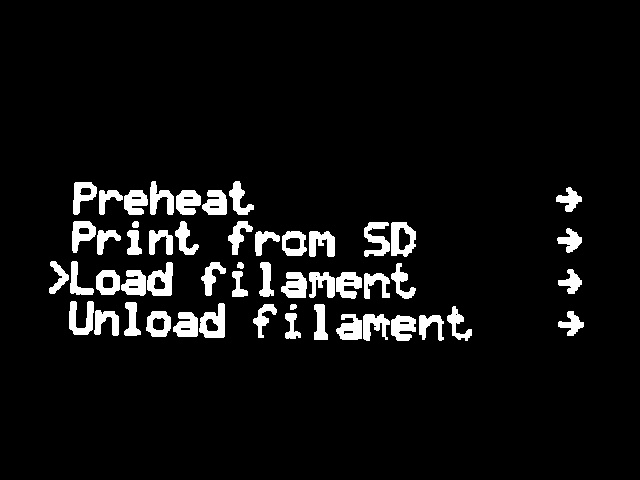 Preheat →
Print from SD →
>Load filament →
Unload filament →